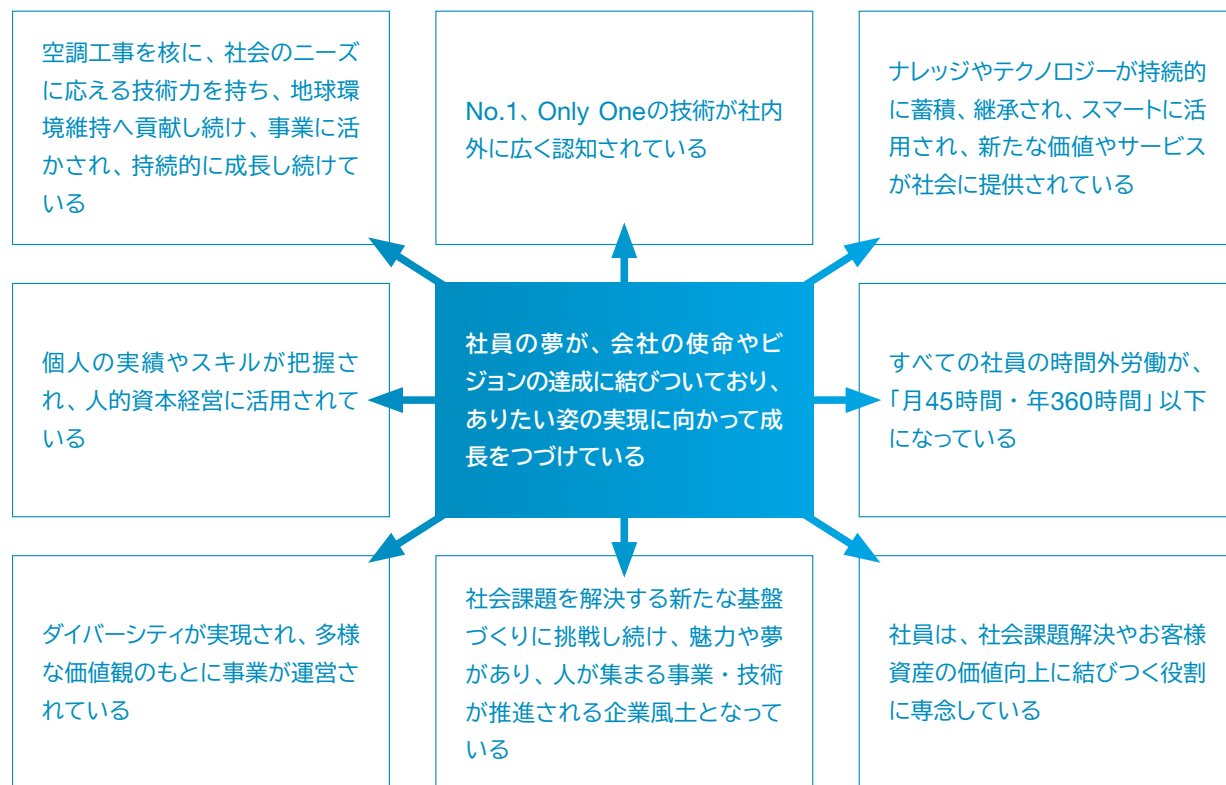 空調工事を核に、社会のニーズ
に応える技術力を持ち、地球環
境維持へ貢献し続け、事業に活
かされ、持続的に成長し続けて
いる
No.1、Only Oneの技術が社内
外に広く認知されている
ナレッジやテクノロジーが持続的
に蓄積、継承され、スマートに活
用され、新たな価値やサービス
が社会に提供されている
個人の実績やスキルが把握さ
れ、人的資本経営に活用されて
いる
社員の夢が、会社の使命やビ
ジョンの達成に結びついており、
ありたい姿の実現に向かって成
長をつづけている
すべての社員の時間外労働が、
「月45時間・年360時間」以下
になっている
ダイバーシティが実現され、多様
な価値観のもとに事業が運営さ
れている
社会課題を解決する新たな基盤
づくりに挑戦し続け、魅力や夢
があり、人が集まる事業・技術
が推進される企業風土となって
いる
社員は、社会課題解決やお客様
資産の価値向上に結びつく役割
に専念している